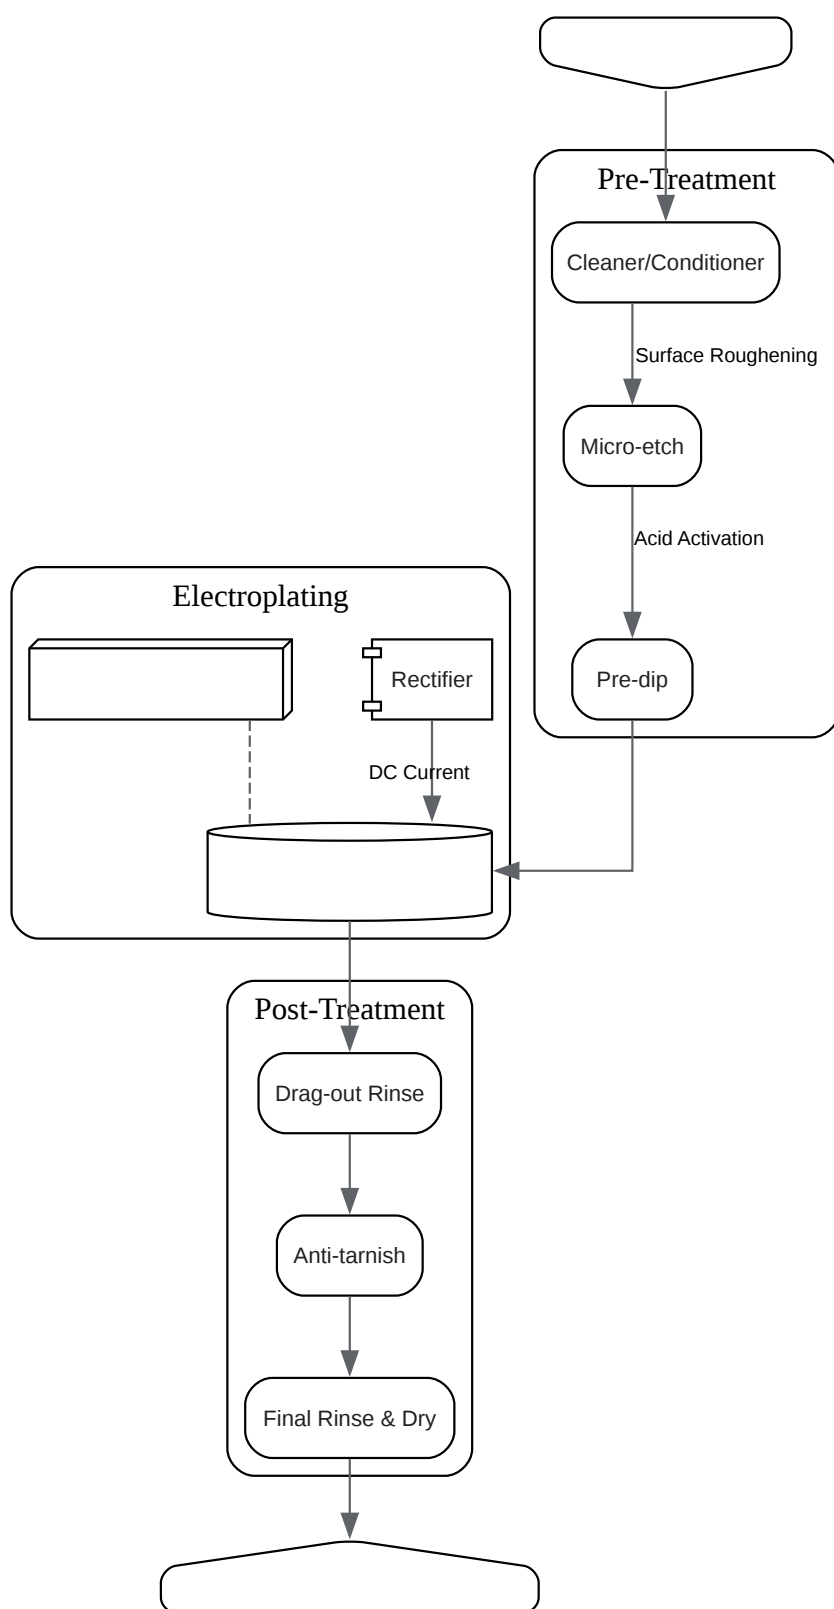 Pre-Treatment
Cleaner/Conditioner
Surface Roughening
Micro-etch
Acid Activation
Pre-dip
Electroplating
Rectifier
DC Current
Post-Treatment
Drag-out Rinse
Anti-tarnish
Final Rinse & Dry